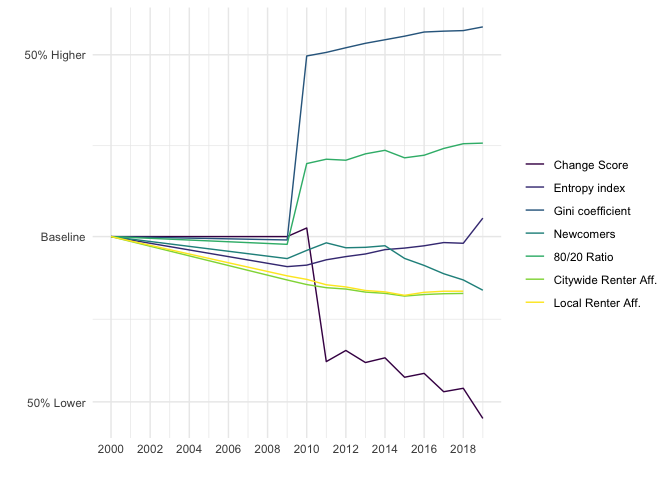 50% Higher
Baseline
50% Lower
2000 2002 2004 2006 2008 2010 2012 2014 2016 2018
Change Score
Entropy index
Gini coefficient
Newcomers
80/20 Ratio
Citywide Renter Aff.
Local Renter Aff.